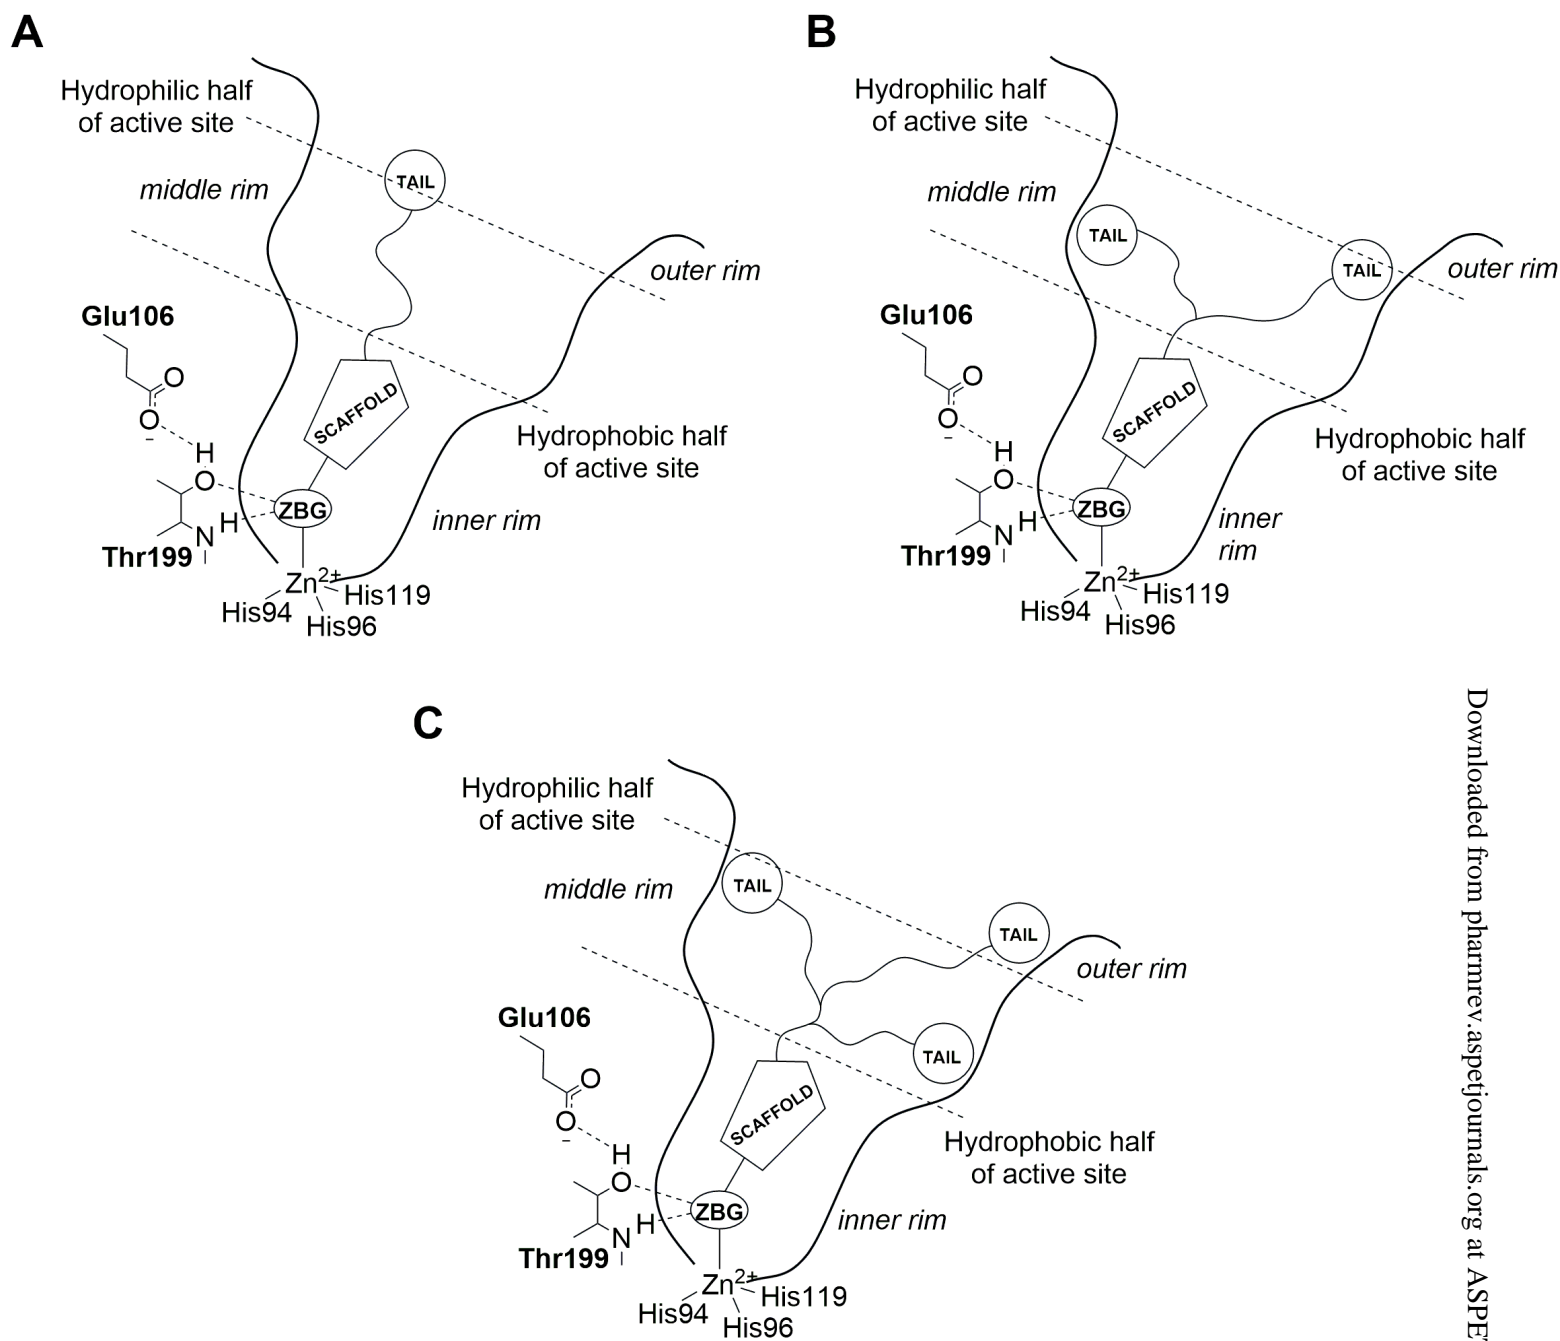 A
Hydrophilic half
of active site
middle rim
TAIL
outer rim
Glu106
O
O
−
H
O
H
N
Thr199
SCAFFOLD
ZBG
Hydrophobic half
of active site
inner rim
Zn2+
His94
His119
His96
B
Hydrophilic half
of active site
middle rim
TAIL
TAIL
outer rim
Glu106
O
O
−
H
O
H
N
Thr199
SCAFFOLD
ZBG
Hydrophobic half
of active site
inner
rim
Zn2+
His94
His119
His96
C
Hydrophilic half
of active site
middle rim
TAIL
TAIL
outer rim
TAIL
Glu106
O
O
−
H
O
H
N
Thr199
SCAFFOLD
ZBG
Hydrophobic half
of active site
inner rim
Zn2+
His94
His119
His96
Downloaded from pharmrev.aspetjournals.org at ASPE